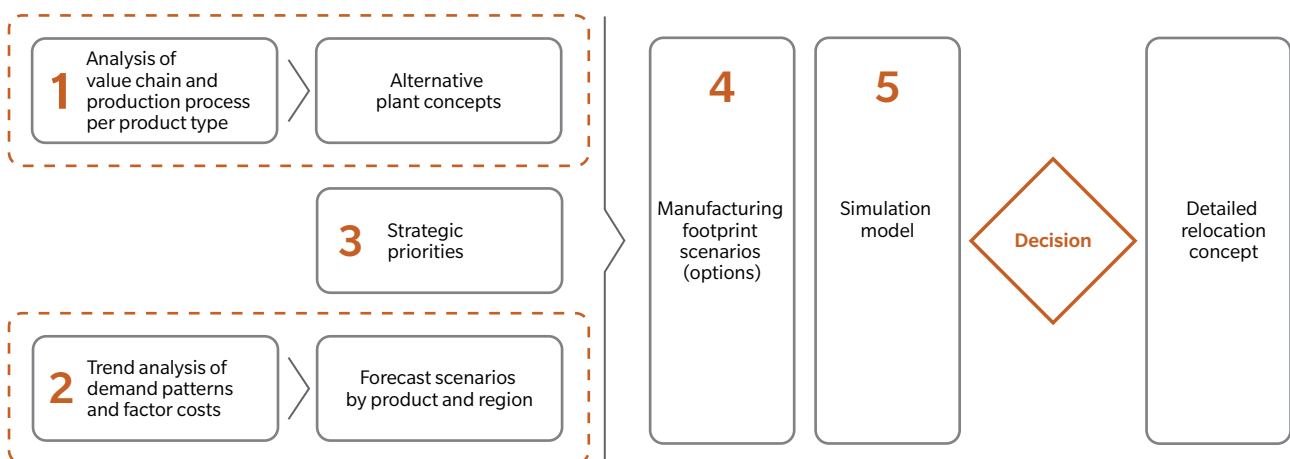 1
Analysis of
value chain and
production process
per product type
Alternative
plant concepts
3
Strategic
priorities
2
Trend analysis of
demand patterns
and factor costs
Forecast scenarios
by product and region
4
Manufacturing
footprint
scenarios
(options)
5
Simulation
model
Decision
Detailed
relocation
concept